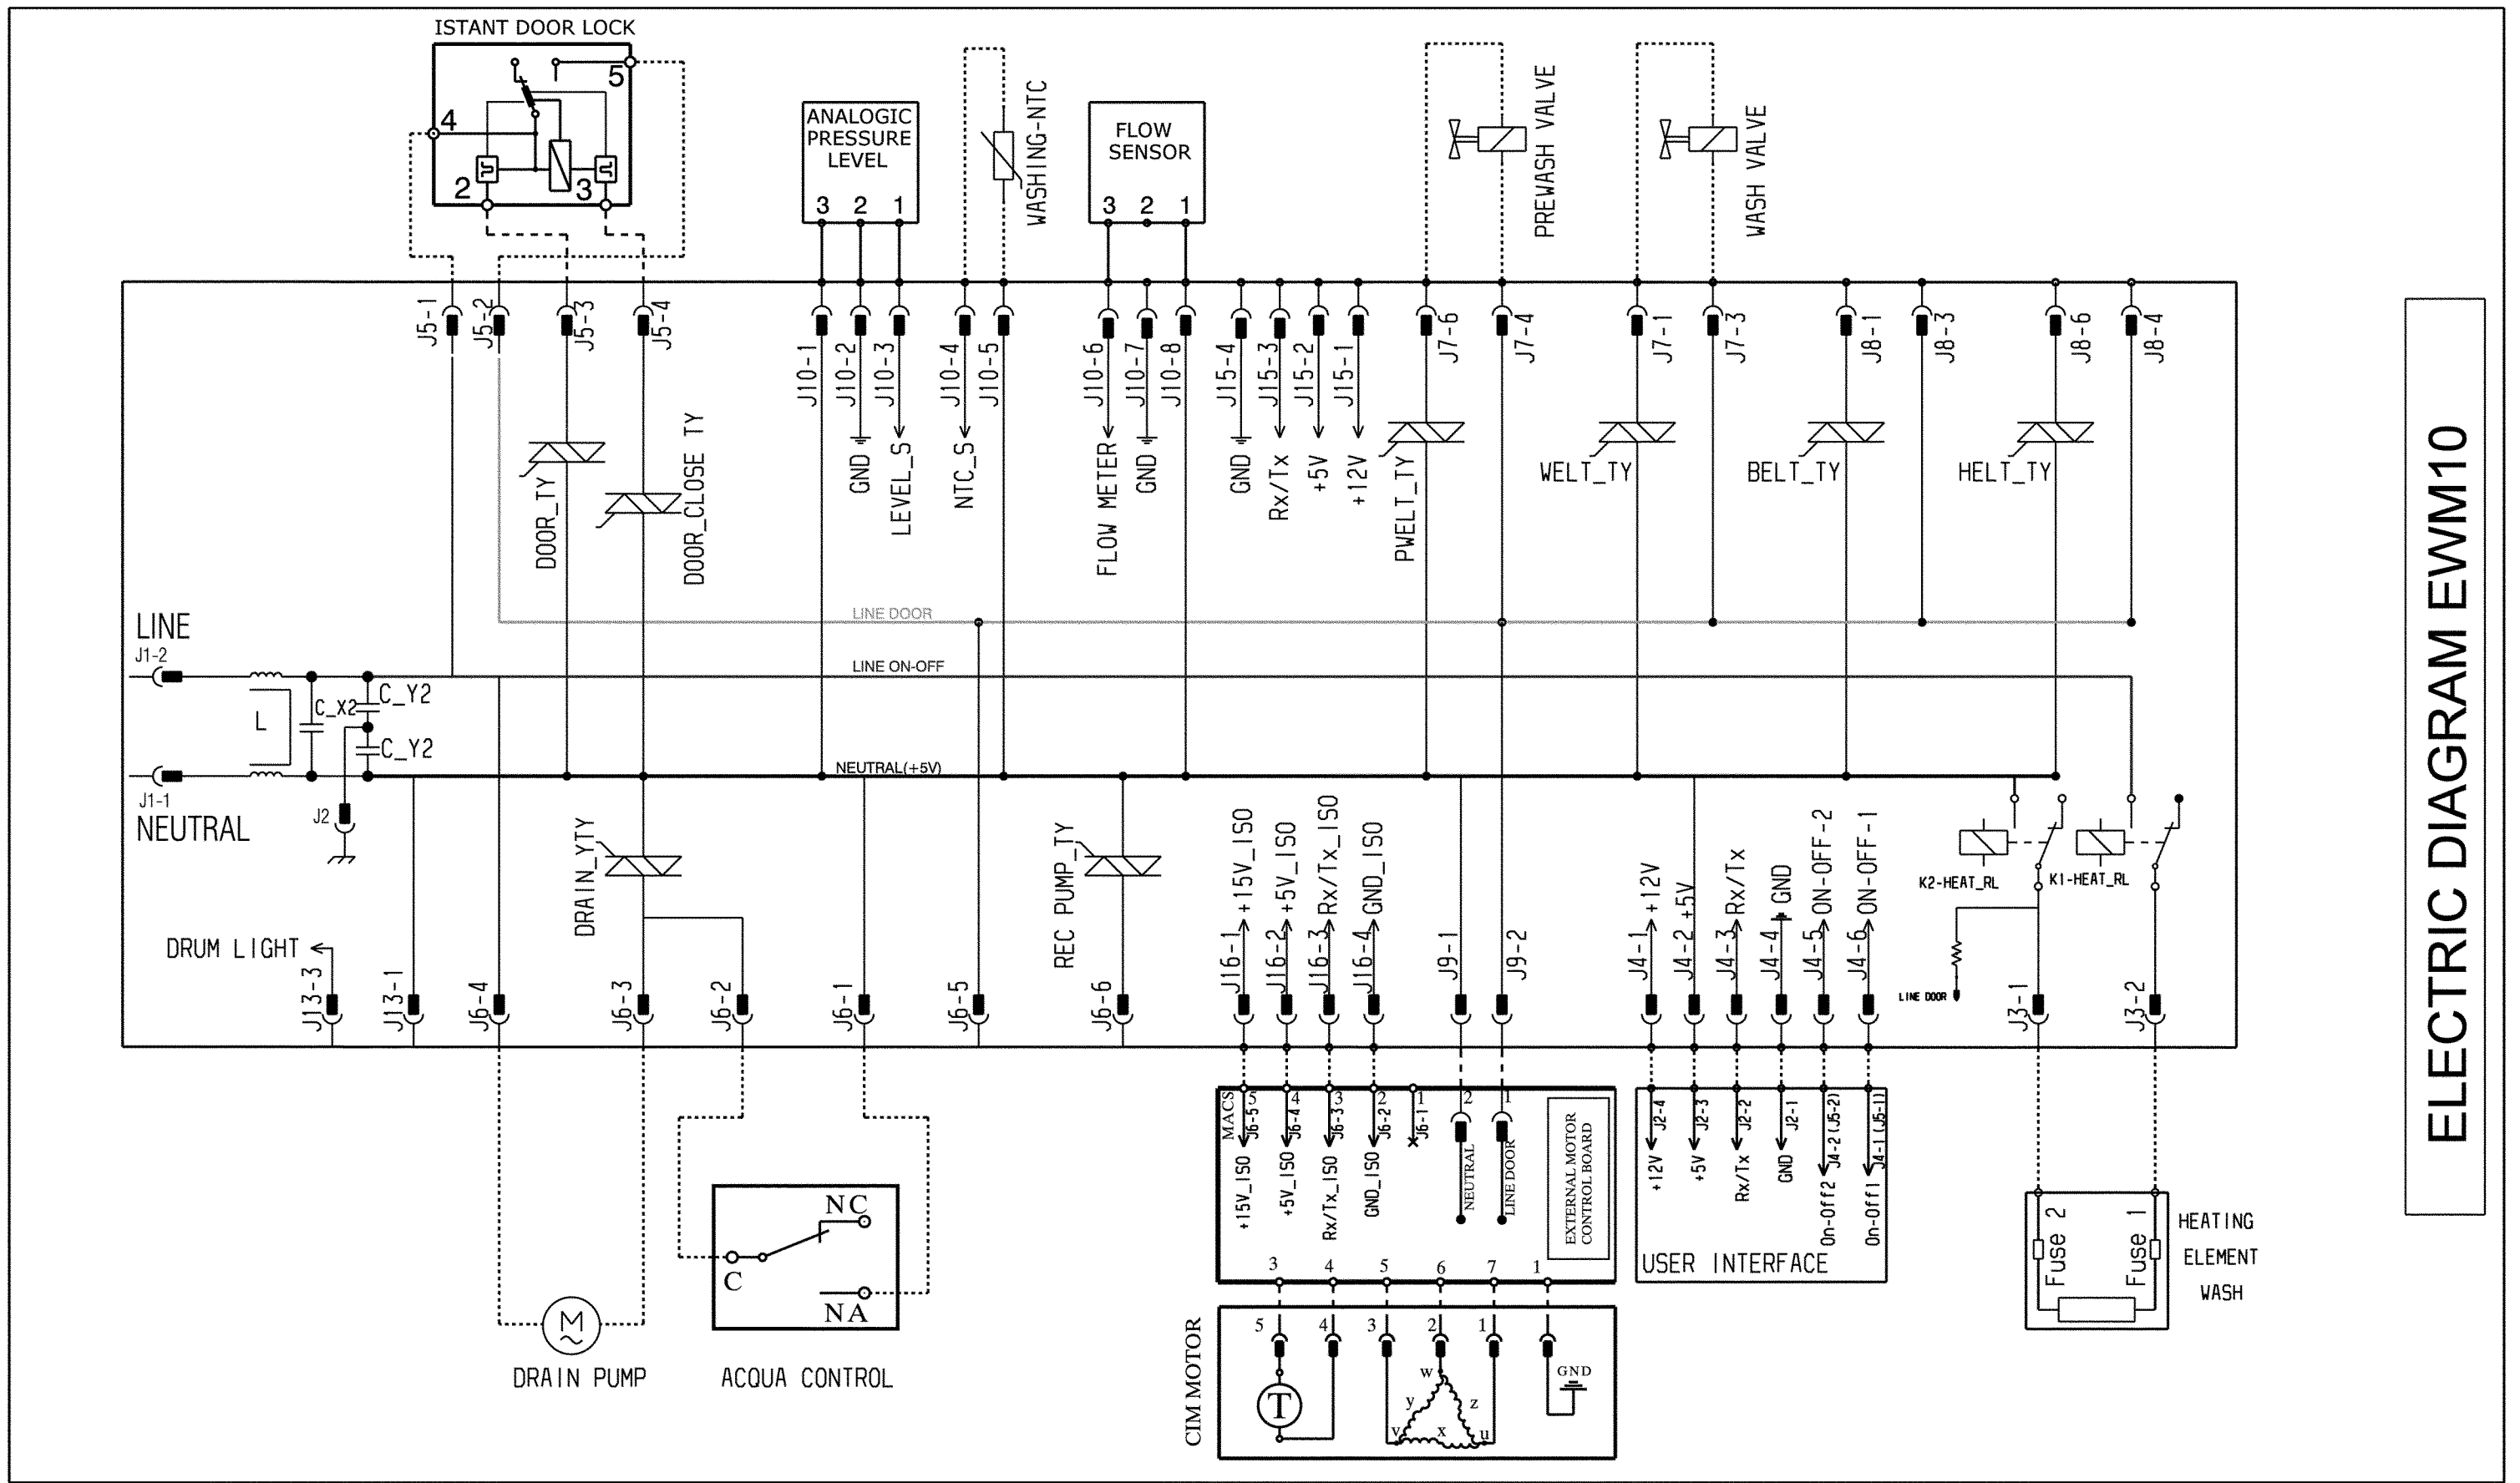 ISTANT DOOR LOCK
5
4
2
3
ANALOGIC
PRESSURE
LEVEL
3 2 1
WASHING-NTC
FLOW
SENSOR
3 2 1
PREWASH VALVE
WASH VALVE
J5-1
J5-2
J5-3
J5-4
J10-1
J10-2
J10-3
J10-4
J10-5
J10-6
J10-7
J10-8
J15-4
J15-3
J15-2
J15-1
J7-6
J7-4
J7-1
J7-3
J8-1
J8-3
J8-6
J8-4
DOOR_TY
DOOR_CLOSE TY
GND
LEVEL_S
NTC_S
FLOW METER
GND
GND
Rx/Tx
+5V
+12V
PWELT_TY
WELT_TY
BELT_TY
HELT_TY
ELECTRIC DIAGRAM EWM10
LINE DOOR
LINE
J1-2
LINE ON-OFF
L
C_X2
C_Y2
C_Y2
NEUTRAL(+5V)
J1-1
NEUTRAL
J2
DRAIN_YTY
REC PUMP_TY
+15V_ISO
+5V_ISO
Rx/Tx_ISO
GND_ISO
+12V
+5V
Rx/Tx
GND
ON-OFF-2
ON-OFF-1
K2-HEAT_RL
K1-HEAT_RL
DRUM LIGHT
J13-3
J13-1
J6-4
J6-3
J6-2
J6-1
J6-5
J6-6
J16-1
J16-2
J16-3
J16-4
J9-1
J9-2
J4-1
J4-2
J4-3
J4-4
J4-5
J4-6
LINE DOOR
J3-1
J3-2
MACS
5 4 3 2 1 2 1
J6-5
J6-4
J6-3
J6-2
J6-1
+15V_ISO
+5V_ISO
Rx/Tx_ISO
GND_ISO
NEUTRAL
LINE DOOR
EXTERNAL MOTOR
CONTROL BOARD
3 4 5 6 7 1
J2-4
J2-3
J2-2
J2-1
J4-2(J5-2)
J4-1(J5-1)
+12V
+5V
Rx/Tx
GND
On-Off2
On-Off1
USER INTERFACE
Fuse 2
Fuse 1
HEATING
ELEMENT
WASH
NC
C
NA
M
DRAIN PUMP
ACQUA CONTROL
CIM MOTOR
5 4 3 2 1
T
w
y
z
v
x
u
GND